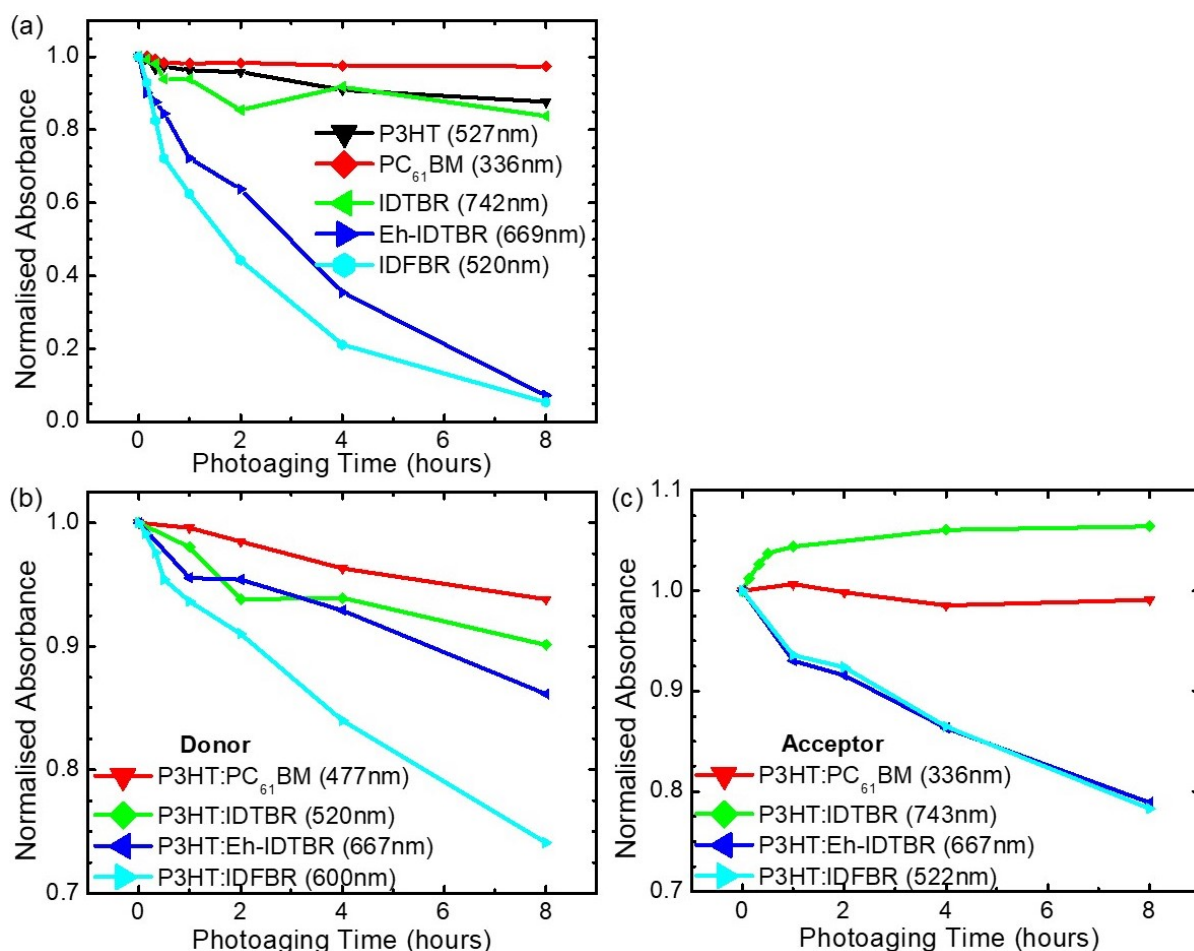 (a)
1.0
0.8
0.6
0.4
0.2
0.0
Normalised Absorbance
P3HT (527nm)
PC₆₁BM (336nm)
IDTBR (742nm)
Eh-IDTBR (669nm)
IDFBR (520nm)
0 2 4 6 8
Photoaging Time (hours)
(b)
1.0
0.9
0.8
0.7
Normalised Absorbance
Donor
P3HT:PC₆₁BM (477nm)
P3HT:IDTBR (520nm)
P3HT:Eh-IDTBR (667nm)
P3HT:IDFBR (600nm)
0 2 4 6 8
Photoaging Time (hours)
(c)
1.1
1.0
0.9
0.8
0.7
Normalised Absorbance
Acceptor
P3HT:PC₆₁BM (336nm)
P3HT:IDTBR (743nm)
P3HT:Eh-IDTBR (667nm)
P3HT:IDFBR (522nm)
0 2 4 6 8
Photoaging Time (hours)